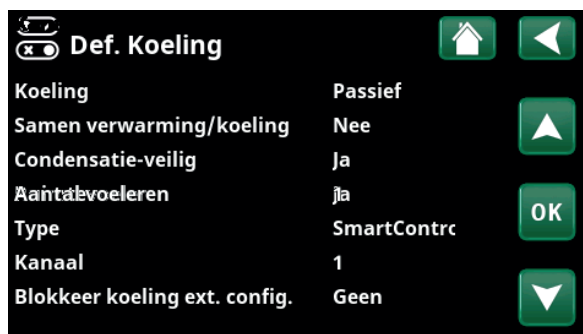 Def. Koeling
Koeling Passief
Samen verwarming/koeling Nee
Condensatie-veilig Ja
Type SmartContrc
Kanaal 1
Blokkeer koeling ext. config. Geen
OK